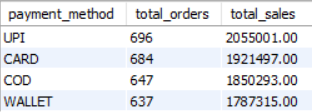 payment_method total_orders total_sales
UPI 696 2055001.00
CARD 684 1921497.00
COD 647 1850293.00
WALLET 637 1787315.00